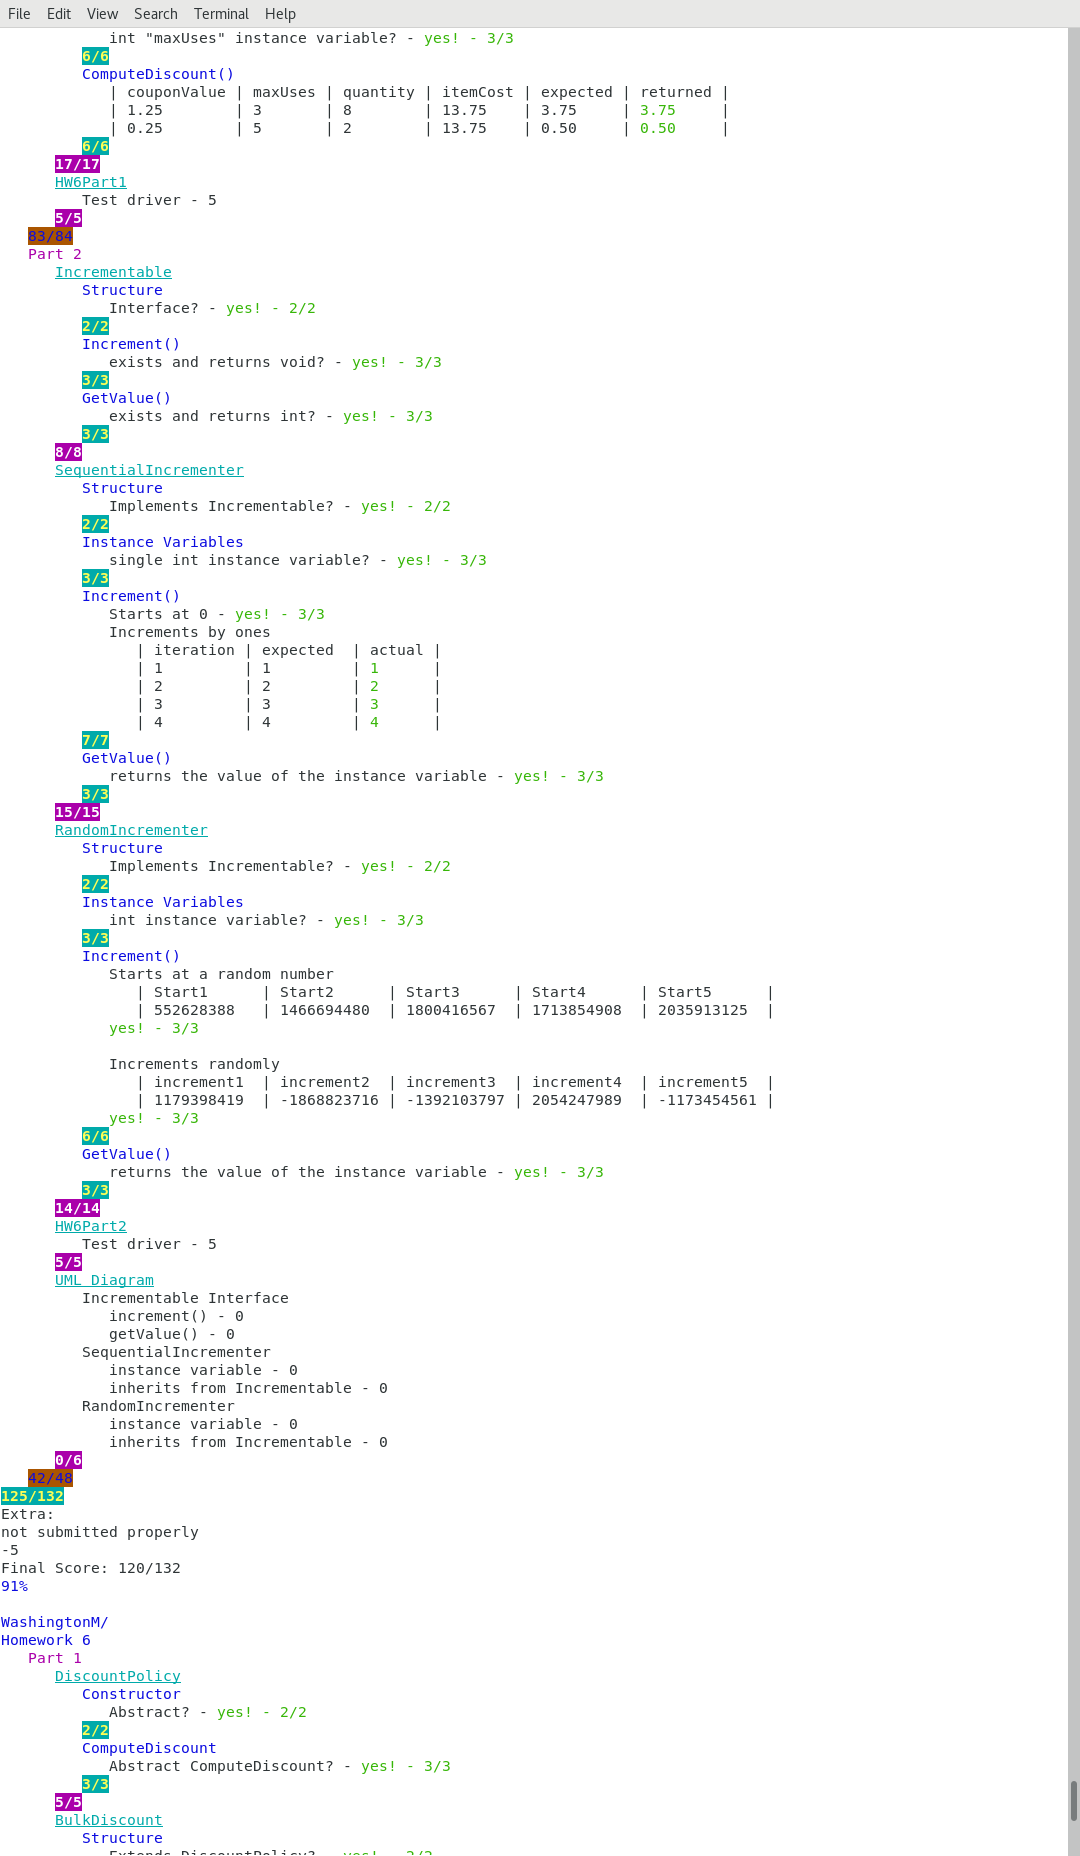 File Edit View Search Terminal Help
int "maxUses" instance variable? - yes! - 3/3
6/6
ComputeDiscount()
| couponValue | maxUses | quantity | itemCost | expected | returned |
| 1.25 | 3 | 8 | 13.75 | 3.75 | 3.75 |
| 0.25 | 5 | 2 | 13.75 | 0.50 | 0.50 |
6/6
17/17
HW6Part1
Test driver - 5
5/5
83/84
Part 2
Incrementable
Structure
Interface? - yes! - 2/2
2/2
Increment()
exists and returns void? - yes! - 3/3
3/3
GetValue()
exists and returns int? - yes! - 3/3
3/3
8/8
SequentialIncrementer
Structure
Implements Incrementable? - yes! - 2/2
2/2
Instance Variables
single int instance variable? - yes! - 3/3
3/3
Increment()
Starts at 0 - yes! - 3/3
Increments by ones
| iteration | expected | actual |
| 1 | 1 | 1 |
| 2 | 2 | 2 |
| 3 | 3 | 3 |
| 4 | 4 | 4 |
7/7
GetValue()
returns the value of the instance variable - yes! - 3/3
3/3
15/15
RandomIncrementer
Structure
Implements Incrementable? - yes! - 2/2
2/2
Instance Variables
int instance variable? - yes! - 3/3
3/3
Increment()
Starts at a random number
| Start1 | Start2 | Start3 | Start4 | Start5 |
| 552628388 | 1466694480 | 1800416567 | 1713854908 | 2035913125 |
yes! - 3/3
Increments randomly
| increment1 | increment2 | increment3 | increment4 | increment5 |
| 1179398419 | -1868823716 | -1392103797 | 2054247989 | -1173454561 |
yes! - 3/3
6/6
GetValue()
returns the value of the instance variable - yes! - 3/3
3/3
14/14
HW6Part2
Test driver - 5
5/5
UML Diagram
Incrementable Interface
increment() - 0
getValue() - 0
SequentialIncrementer
instance variable - 0
inherits from Incrementable - 0
RandomIncrementer
instance variable - 0
inherits from Incrementable - 0
0/6
42/48
125/132
Extra:
not submitted properly
-5
Final Score: 120/132
91%
WashingtonM/
Homework 6
Part 1
DiscountPolicy
Constructor
Abstract? - yes! - 2/2
2/2
ComputeDiscount
Abstract ComputeDiscount? - yes! - 3/3
3/3
5/5
BulkDiscount
Structure
Extends DiscountPolicy? - yes! - 2/2